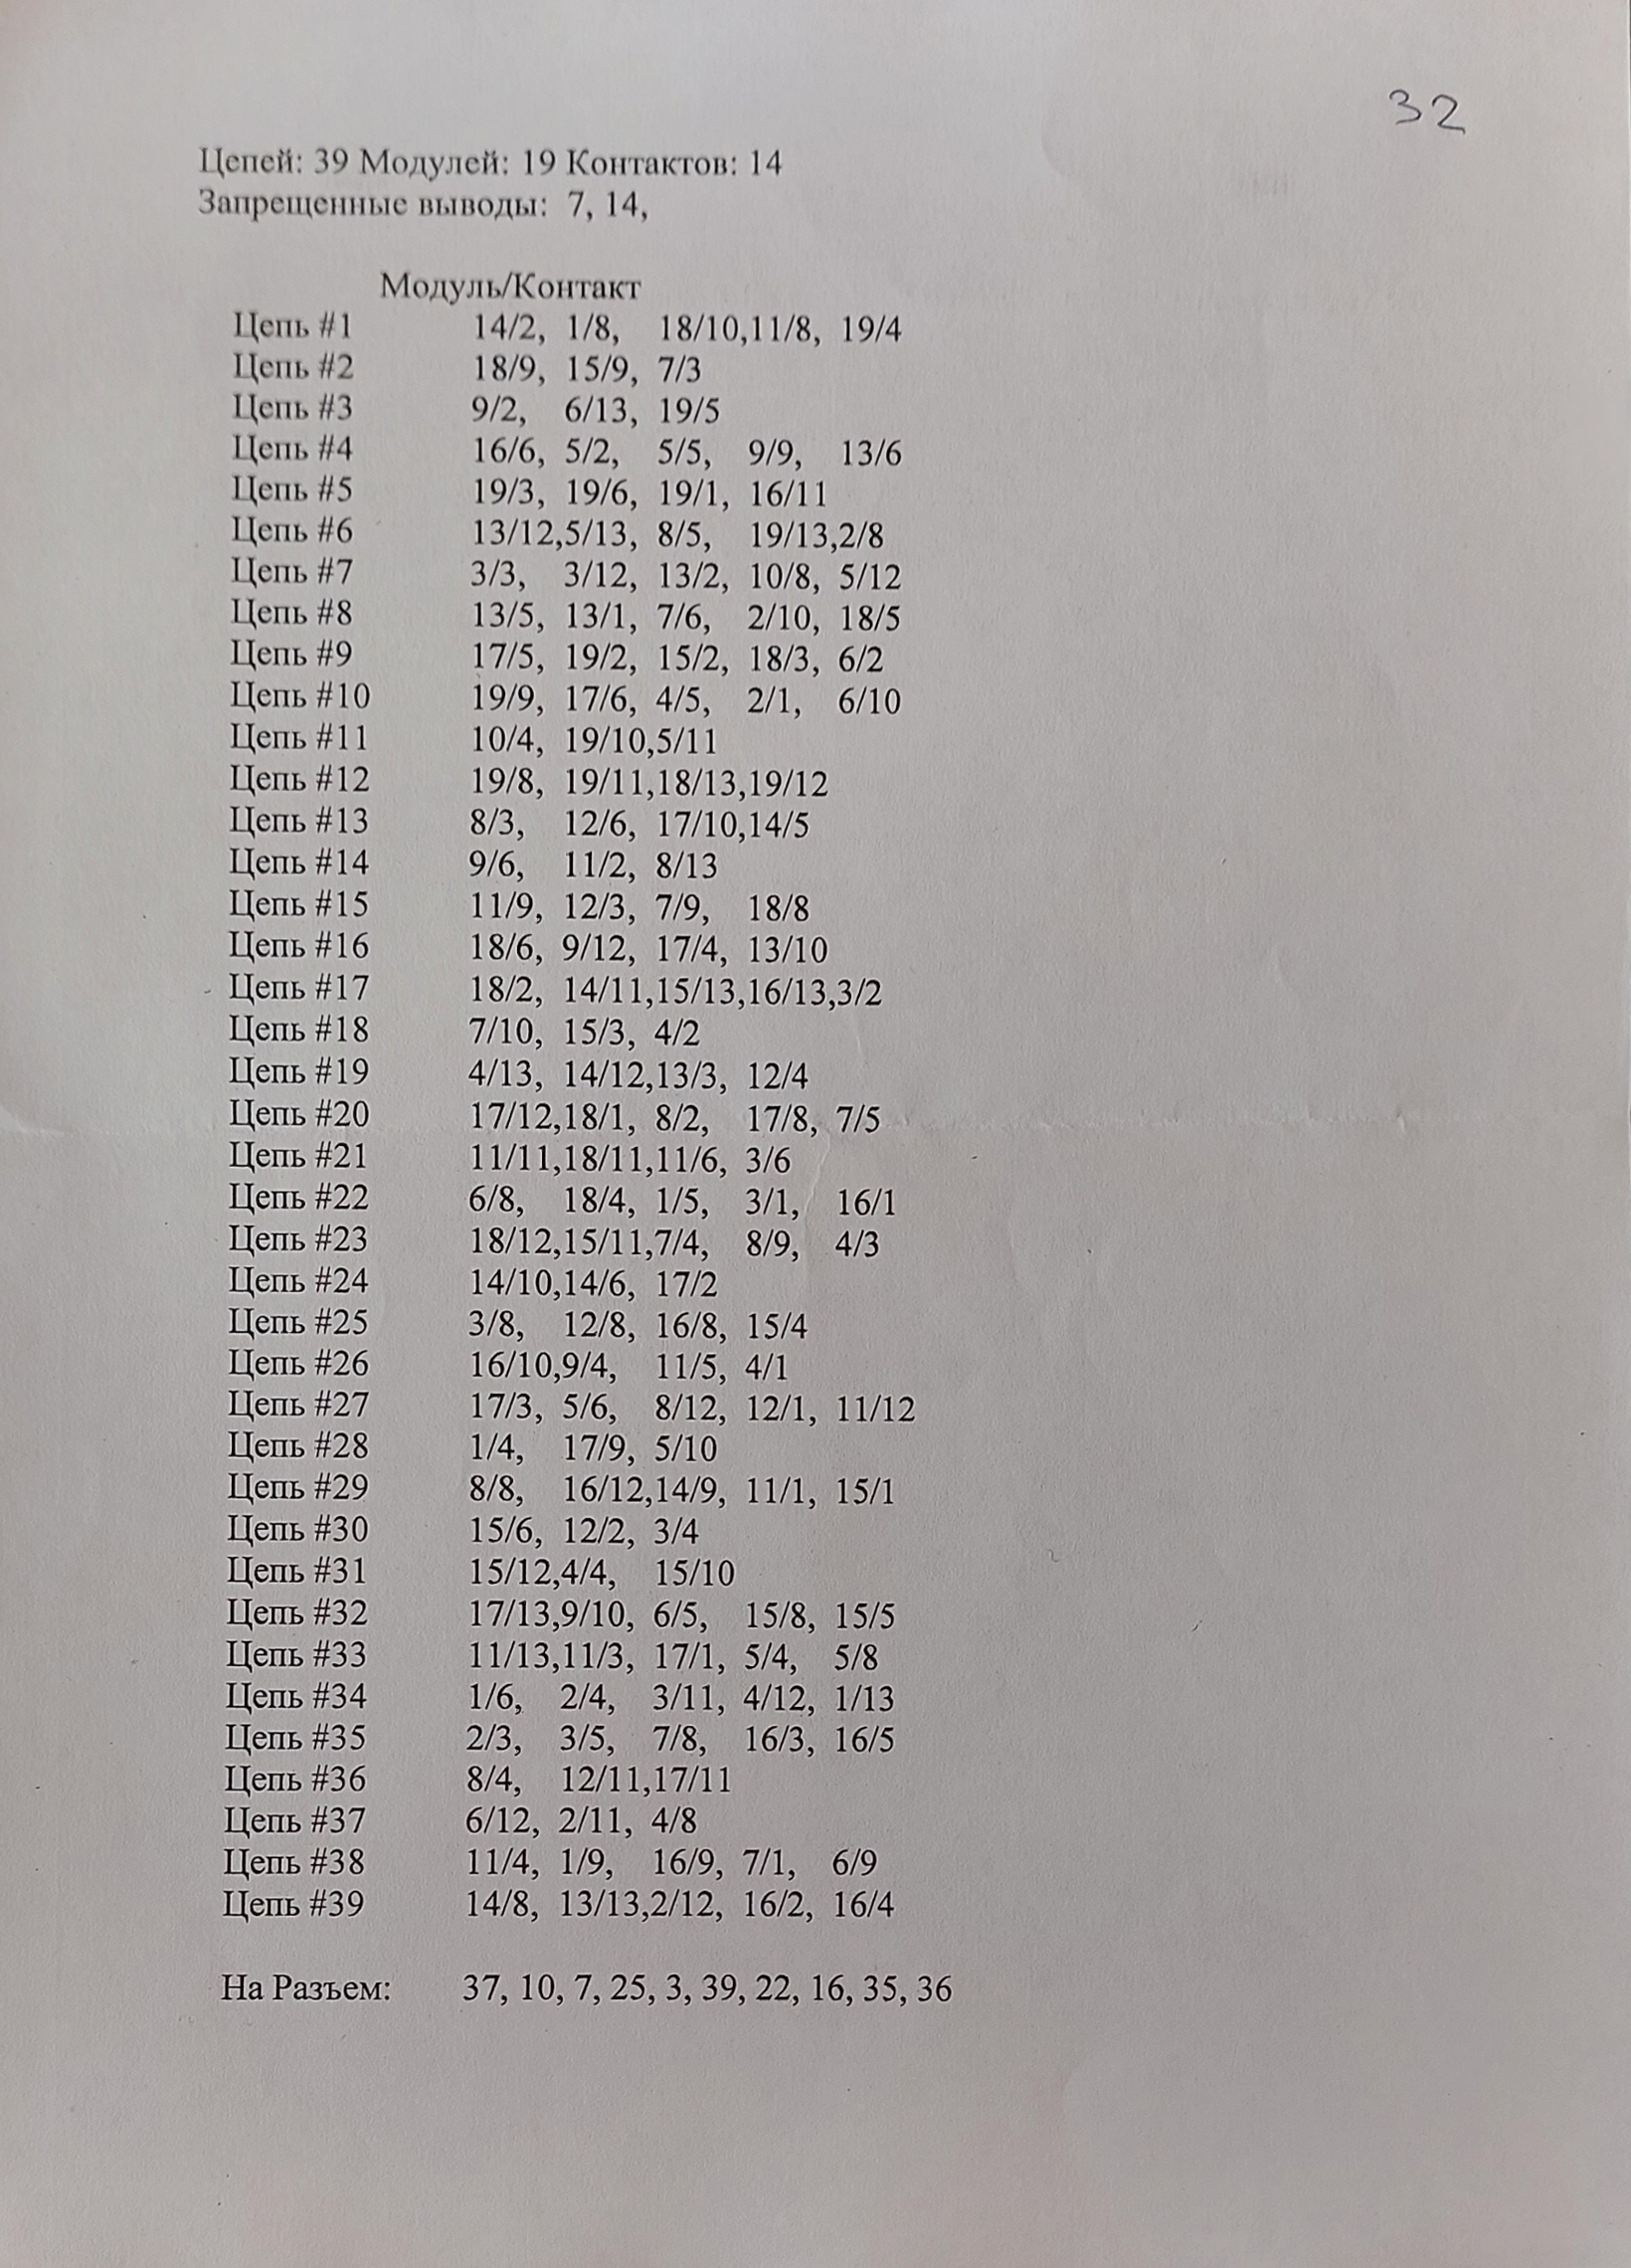 32
Цепей: 39 Модулей: 19 Контактов: 14
Запрещенные выводы: 7, 14,
Модуль/Контакт
Цепь #1 14/2, 1/8, 18/10,11/8, 19/4
Цепь #2 18/9, 15/9, 7/3
Цепь #3 9/2, 6/13, 19/5
Цепь #4 16/6, 5/2, 5/5, 9/9, 13/6
Цепь #5 19/3, 19/6, 19/1, 16/11
Цепь #6 13/12,5/13, 8/5, 19/13,2/8
Цепь #7 3/3, 3/12, 13/2, 10/8, 5/12
Цепь #8 13/5, 13/1, 7/6, 2/10, 18/5
Цепь #9 17/5, 19/2, 15/2, 18/3, 6/2
Цепь #10 19/9, 17/6, 4/5, 2/1, 6/10
Цепь #11 10/4, 19/10,5/11
Цепь #12 19/8, 19/11,18/13,19/12
Цепь #13 8/3, 12/6, 17/10,14/5
Цепь #14 9/6, 11/2, 8/13
Цепь #15 11/9, 12/3, 7/9, 18/8
Цепь #16 18/6, 9/12, 17/4, 13/10
Цепь #17 18/2, 14/11,15/13,16/13,3/2
Цепь #18 7/10, 15/3, 4/2
Цепь #19 4/13, 14/12,13/3, 12/4
Цепь #20 17/12,18/1, 8/2, 17/8, 7/5
Цепь #21 11/11,18/11,11/6, 3/6
Цепь #22 6/8, 18/4, 1/5, 3/1, 16/1
Цепь #23 18/12,15/11,7/4, 8/9, 4/3
Цепь #24 14/10,14/6, 17/2
Цепь #25 3/8, 12/8, 16/8, 15/4
Цепь #26 16/10,9/4, 11/5, 4/1
Цепь #27 17/3, 5/6, 8/12, 12/1, 11/12
Цепь #28 1/4, 17/9, 5/10
Цепь #29 8/8, 16/12,14/9, 11/1, 15/1
Цепь #30 15/6, 12/2, 3/4
Цепь #31 15/12,4/4, 15/10
Цепь #32 17/13,9/10, 6/5, 15/8, 15/5
Цепь #33 11/13,11/3, 17/1, 5/4, 5/8
Цепь #34 1/6, 2/4, 3/11, 4/12, 1/13
Цепь #35 2/3, 3/5, 7/8, 16/3, 16/5
Цепь #36 8/4, 12/11,17/11
Цепь #37 6/12, 2/11, 4/8
Цепь #38 11/4, 1/9, 16/9, 7/1, 6/9
Цепь #39 14/8, 13/13,2/12, 16/2, 16/4
На Разъем: 37, 10, 7, 25, 3, 39, 22, 16, 35, 36